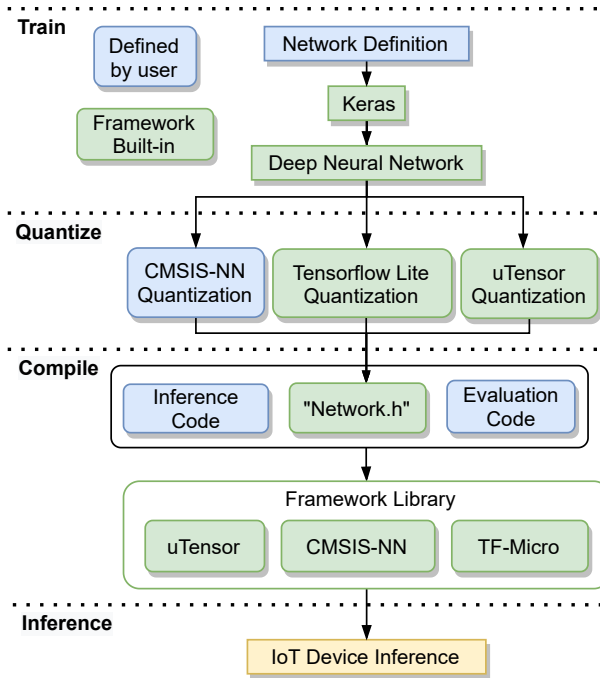 Train
Defined
by user
Network Definition
Framework
Built-in
Keras
Deep Neural Network
Quantize
CMSIS-NN
Quantization
Tensorflow Lite
Quantization
uTensor
Quantization
Compile
Inference
Code
"Network.h"
Evaluation
Code
Framework Library
uTensor
CMSIS-NN
TF-Micro
Inference
IoT Device Inference